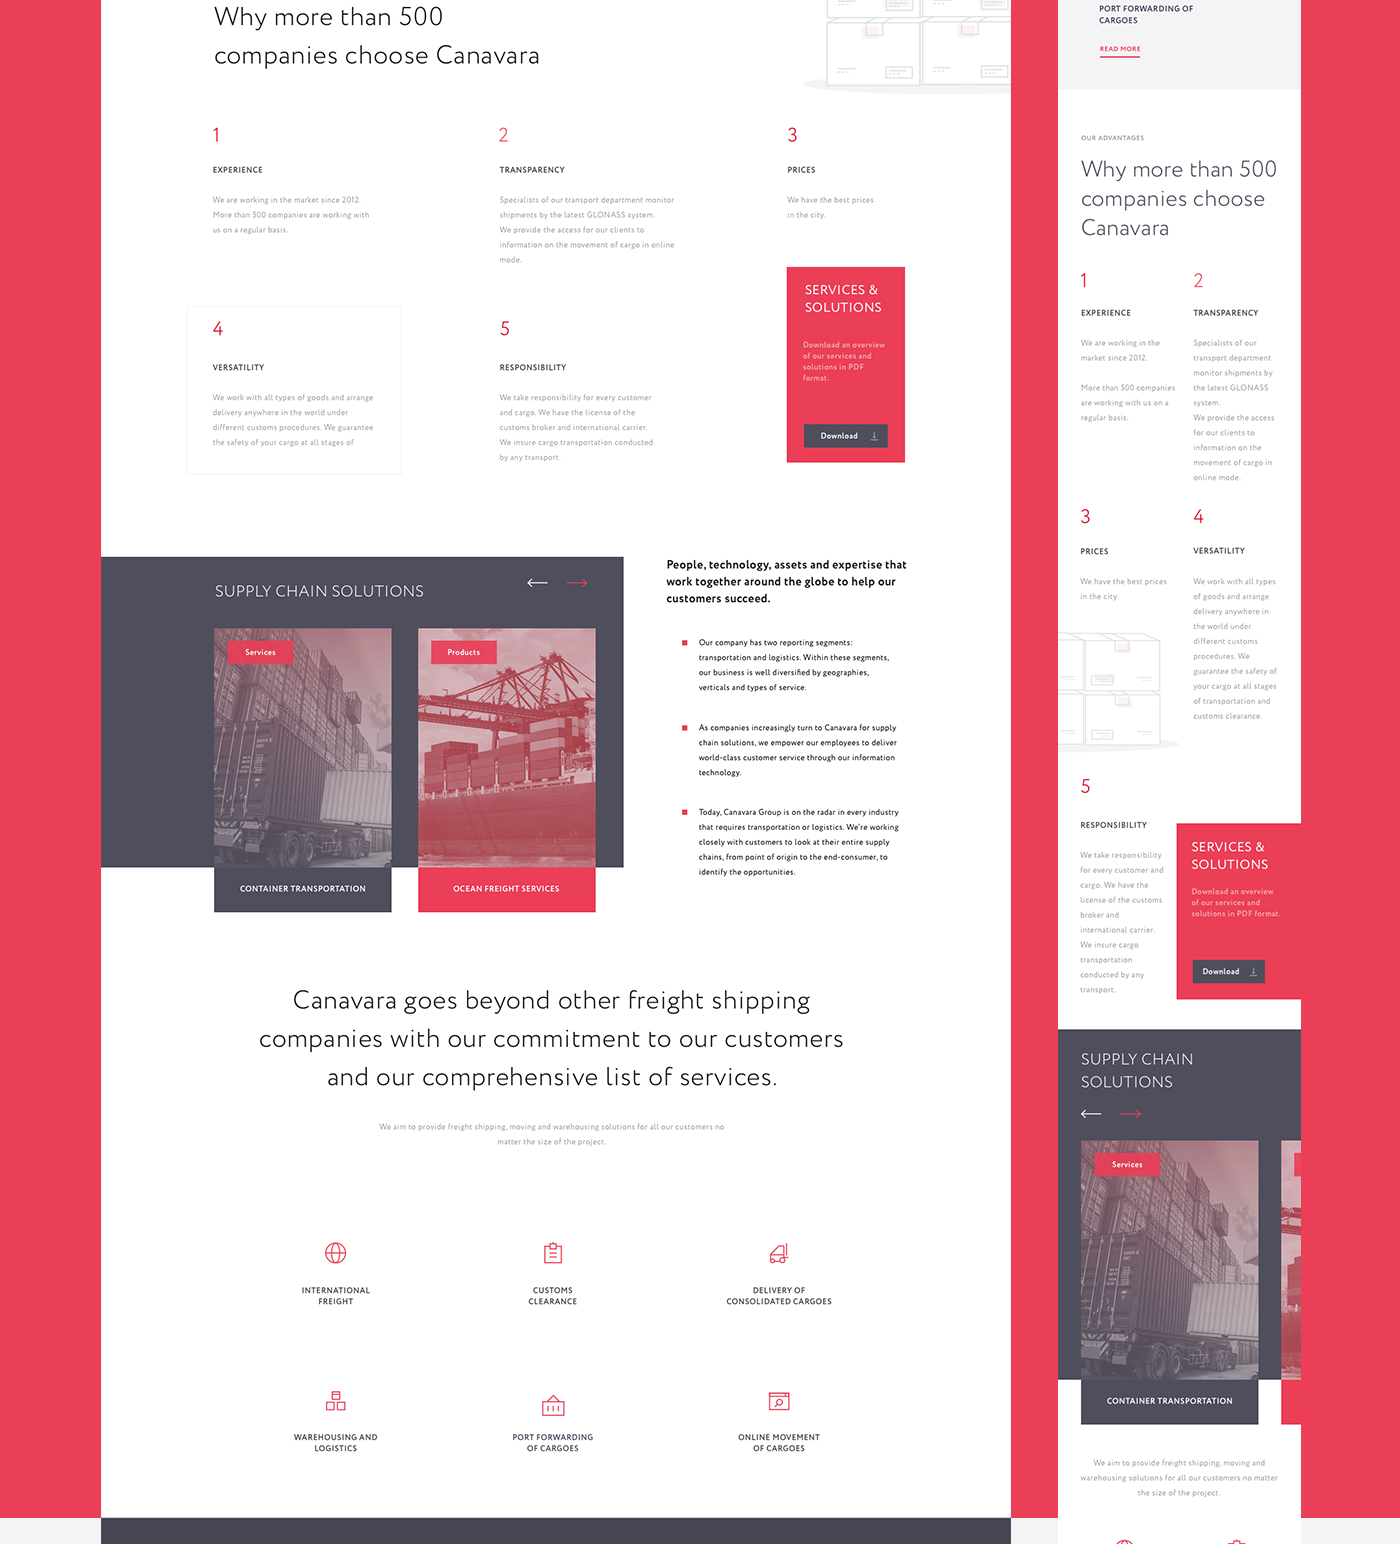 Why more than 500
companies choose Canavara
1
EXPERIENCE
We are working in the market since 2012.
More than 500 companies are working with
us on a regular basis.
2
TRANSPARENCY
Specialists of our transport department monitor
shipments by the latest GLONASS system.
We provide the access for our clients to
information on the movement of cargo in online
mode.
3
PRICES
We have the best prices
in the city.
4
VERSATILITY
We work with all types of goods and arrange
delivery anywhere in the world under
different customs procedures. We guarantee
the safety of your cargo at all stages of
5
RESPONSIBILITY
We take responsibility for every customer
and cargo. We have the license of the
customs broker and international carrier.
We insure cargo transportation conducted
by any transport.
SERVICES &
SOLUTIONS
Download an overview
of our services and
solutions in PDF
format.
Download
SUPPLY CHAIN SOLUTIONS
Services
CONTAINER TRANSPORTATION
Products
OCEAN FREIGHT SERVICES
People, technology, assets and expertise that
work together around the globe to help our
customers succeed.
Our company has two reporting segments:
transportation and logistics. Within these segments,
our business is well diversified by geographies,
verticals and types of service.
As companies increasingly turn to Canavara for supply
chain solutions, we empower our employees to deliver
world-class customer service through our information
technology.
Today, Canavara Group is on the radar in every industry
that requires transportation or logistics. We're working
closely with customers to look at their entire supply
chains, from point of origin to the end-consumer, to
identify the opportunities.
Canavara goes beyond other freight shipping
companies with our commitment to our customers
and our comprehensive list of services.
We aim to provide freight shipping, moving and warehousing solutions for all our customers no
matter the size of the project.
INTERNATIONAL
FREIGHT
CUSTOMS
CLEARANCE
DELIVERY OF
CONSOLIDATED CARGOES
WAREHOUSING AND
LOGISTICS
PORT FORWARDING
OF CARGOES
ONLINE MOVEMENT
OF CARGOES
PORT FORWARDING OF
CARGOES
READ MORE
OUR ADVANTAGES
Why more than 500
companies choose
Canavara
1
EXPERIENCE
We are working in the
market since 2012.
More than 500 companies
are working with us on a
regular basis.
2
TRANSPARENCY
Specialists of our
transport department
monitor shipments by
the latest GLONASS
system.
We provide the access
for our clients to
information on the
movement of cargo in
online mode.
3
PRICES
We have the best prices
in the city.
4
VERSATILITY
We work with all types
of goods and arrange
delivery anywhere in
the world under
different customs
procedures. We
guarantee the safety of
your cargo at all stages
of transportation and
customs clearance.
5
RESPONSIBILITY
We take responsibility
for every customer and
cargo. We have the
license of the customs
broker and
international carrier.
We insure cargo
transportation
conducted by any
transport.
SERVICES &
SOLUTIONS
Download an overview
of our services and
solutions in PDF format.
Download
SUPPLY CHAIN
SOLUTIONS
Services
CONTAINER TRANSPORTATION
We aim to provide freight shipping, moving and
warehousing solutions for all our customers no matter
the size of the project.